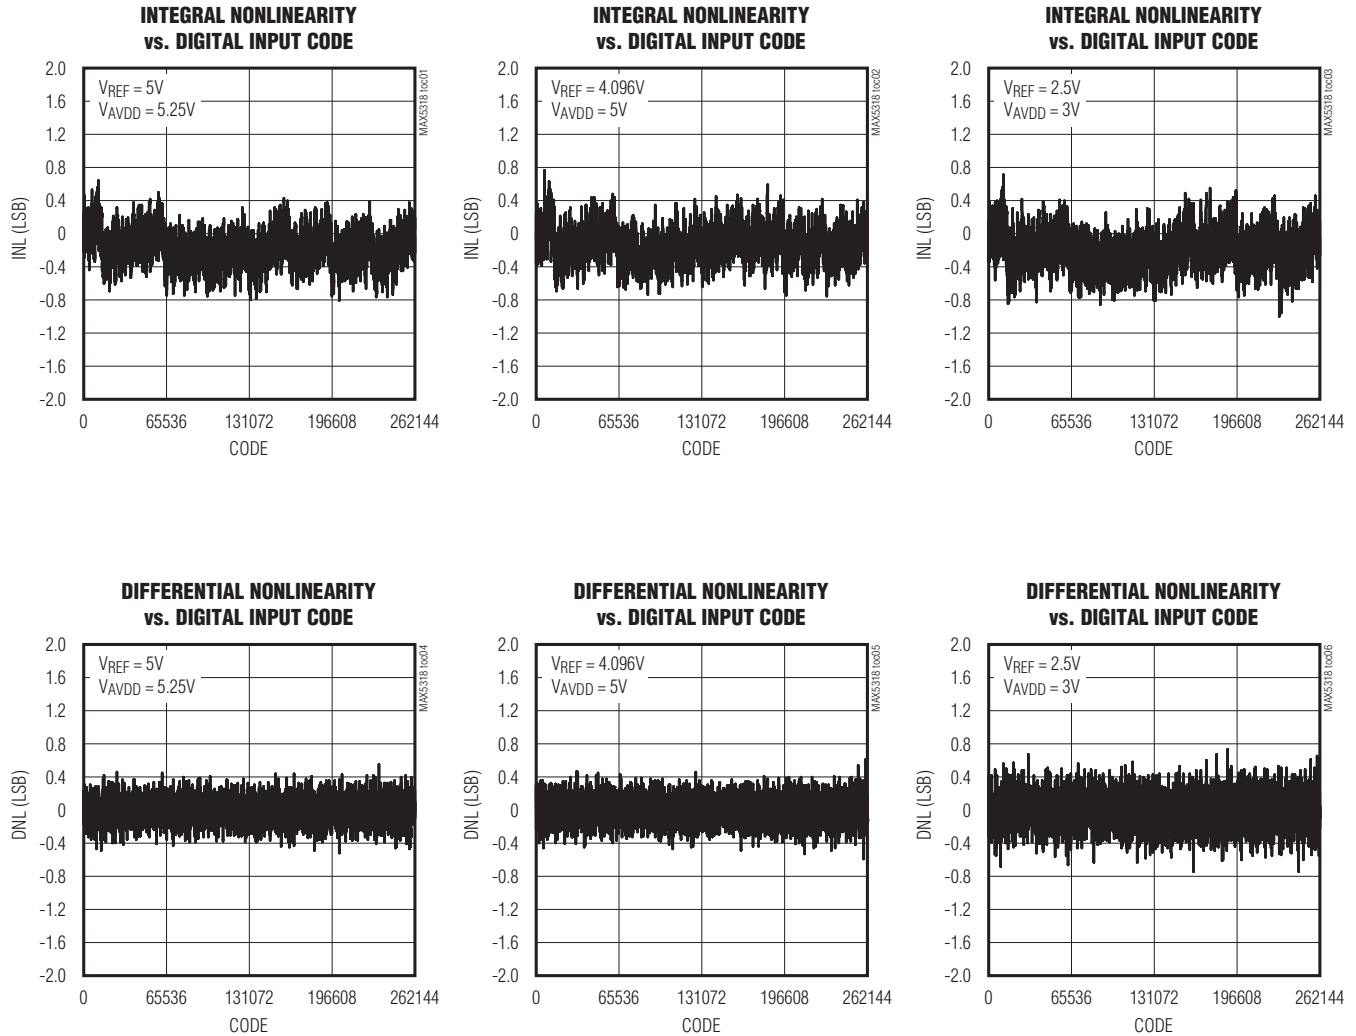 INTEGRAL NONLINEARITY
vs. DIGITAL INPUT CODE
VREF = 5V
VAVDD = 5.25V
MAX5318 toc01
2.0
1.6
1.2
0.8
0.4
0
-0.4
-0.8
-1.2
-1.6
-2.0
INL (LSB)
0 65536 131072 196608 262144
CODE
INTEGRAL NONLINEARITY
vs. DIGITAL INPUT CODE
VREF = 4.096V
VAVDD = 5V
MAX5318 toc02
2.0
1.6
1.2
0.8
0.4
0
-0.4
-0.8
-1.2
-1.6
-2.0
INL (LSB)
0 65536 131072 196608 262144
CODE
INTEGRAL NONLINEARITY
vs. DIGITAL INPUT CODE
VREF = 2.5V
VAVDD = 3V
MAX5318 toc03
2.0
1.6
1.2
0.8
0.4
0
-0.4
-0.8
-1.2
-1.6
-2.0
INL (LSB)
0 65536 131072 196608 262144
CODE
DIFFERENTIAL NONLINEARITY
vs. DIGITAL INPUT CODE
VREF = 5V
VAVDD = 5.25V
MAX5318 toc04
2.0
1.6
1.2
0.8
0.4
0
-0.4
-0.8
-1.2
-1.6
-2.0
DNL (LSB)
0 65536 131072 196608 262144
CODE
DIFFERENTIAL NONLINEARITY
vs. DIGITAL INPUT CODE
VREF = 4.096V
VAVDD = 5V
MAX5318 toc05
2.0
1.6
1.2
0.8
0.4
0
-0.4
-0.8
-1.2
-1.6
-2.0
DNL (LSB)
0 65536 131072 196608 262144
CODE
DIFFERENTIAL NONLINEARITY
vs. DIGITAL INPUT CODE
VREF = 2.5V
VAVDD = 3V
MAX5318 toc06
2.0
1.6
1.2
0.8
0.4
0
-0.4
-0.8
-1.2
-1.6
-2.0
DNL (LSB)
0 65536 131072 196608 262144
CODE